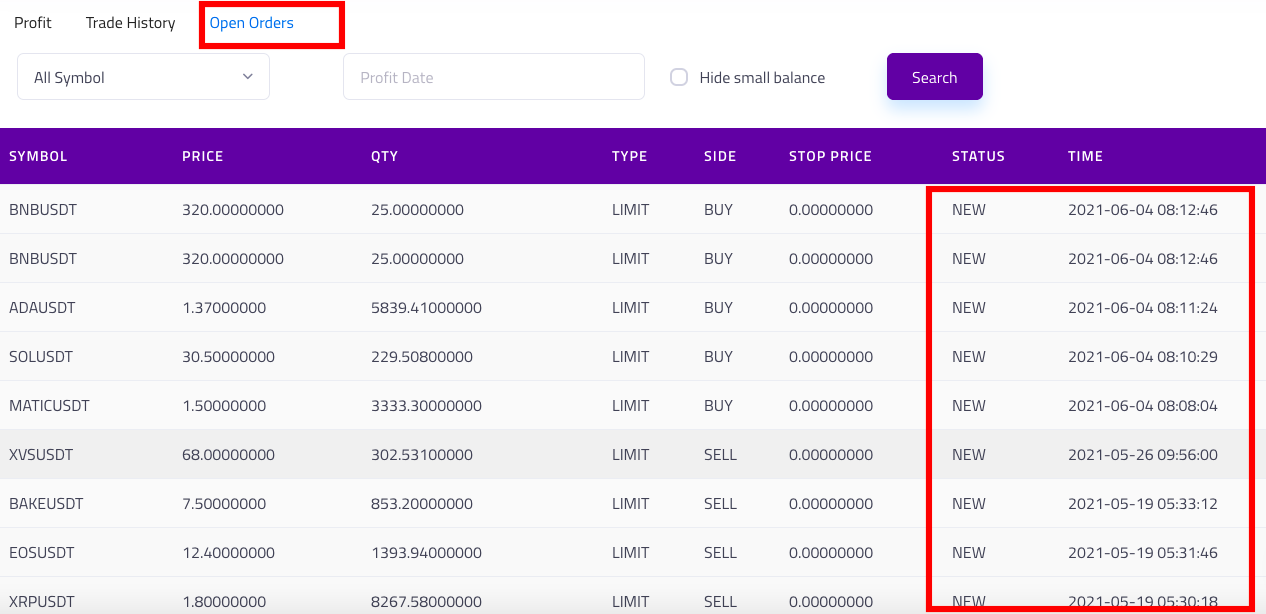 Profit Trade History Open Orders
All Symbol Profit Date Hide small balance Search
SYMBOL PRICE QTY TYPE SIDE STOP PRICE STATUS TIME
BNBUSDT 320.00000000 25.00000000 LIMIT BUY 0.00000000 NEW 2021-06-04 08:12:46
BNBUSDT 320.00000000 25.00000000 LIMIT BUY 0.00000000 NEW 2021-06-04 08:12:46
ADAUSDT 1.37000000 5839.41000000 LIMIT BUY 0.00000000 NEW 2021-06-04 08:11:24
SOLUSDT 30.50000000 229.50800000 LIMIT BUY 0.00000000 NEW 2021-06-04 08:10:29
MATICUSDT 1.50000000 3333.30000000 LIMIT BUY 0.00000000 NEW 2021-06-04 08:08:04
XVSUSDT 68.00000000 302.53100000 LIMIT SELL 0.00000000 NEW 2021-05-26 09:56:00
BAKEUSDT 7.50000000 853.20000000 LIMIT SELL 0.00000000 NEW 2021-05-19 05:33:12
EOSUSDT 12.40000000 1393.94000000 LIMIT SELL 0.00000000 NEW 2021-05-19 05:31:46
XRPUSDT 1.80000000 8267.58000000 LIMIT SELL 0.00000000 NEW 2021-05-19 05:30:18